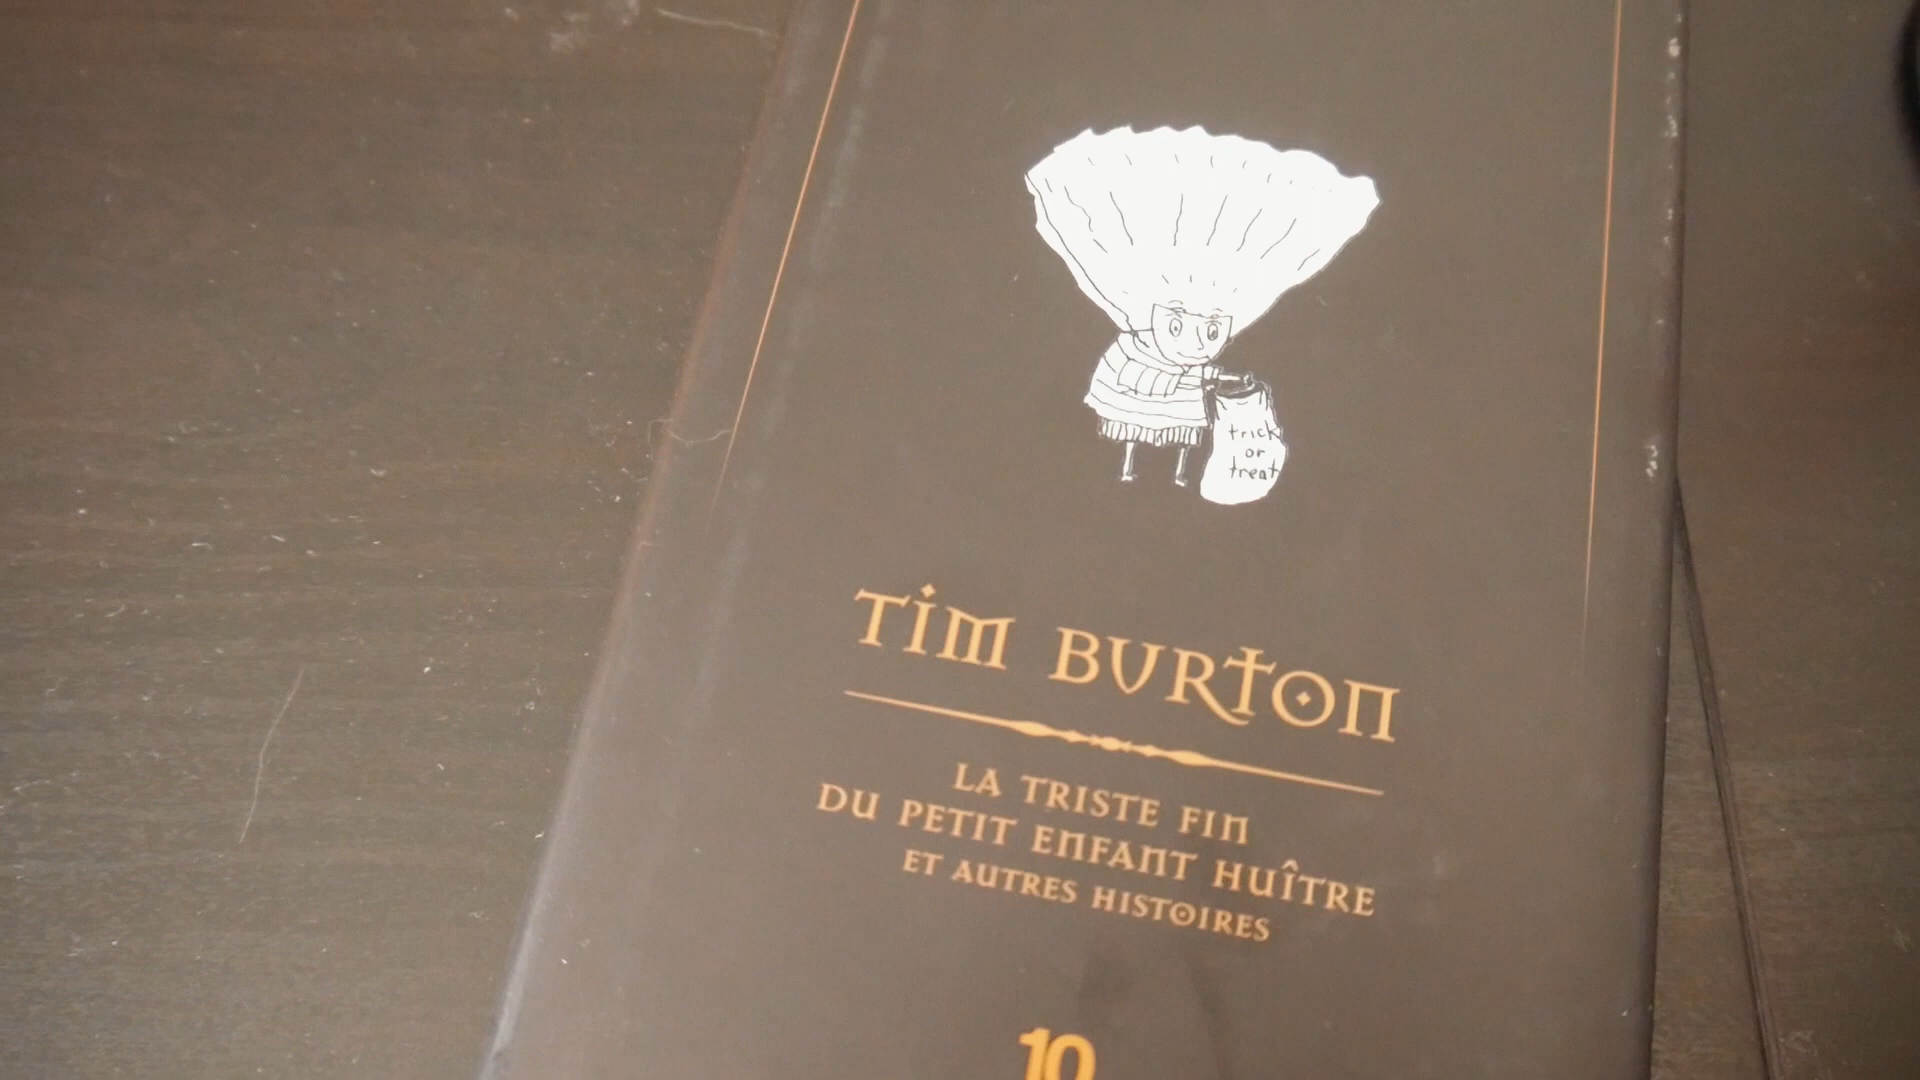 trick
or
treat
TIM BURTON
LA TRISTE FIN
DU PETIT ENFANT HUÎTRE
ET AUTRES HISTOIRES
10